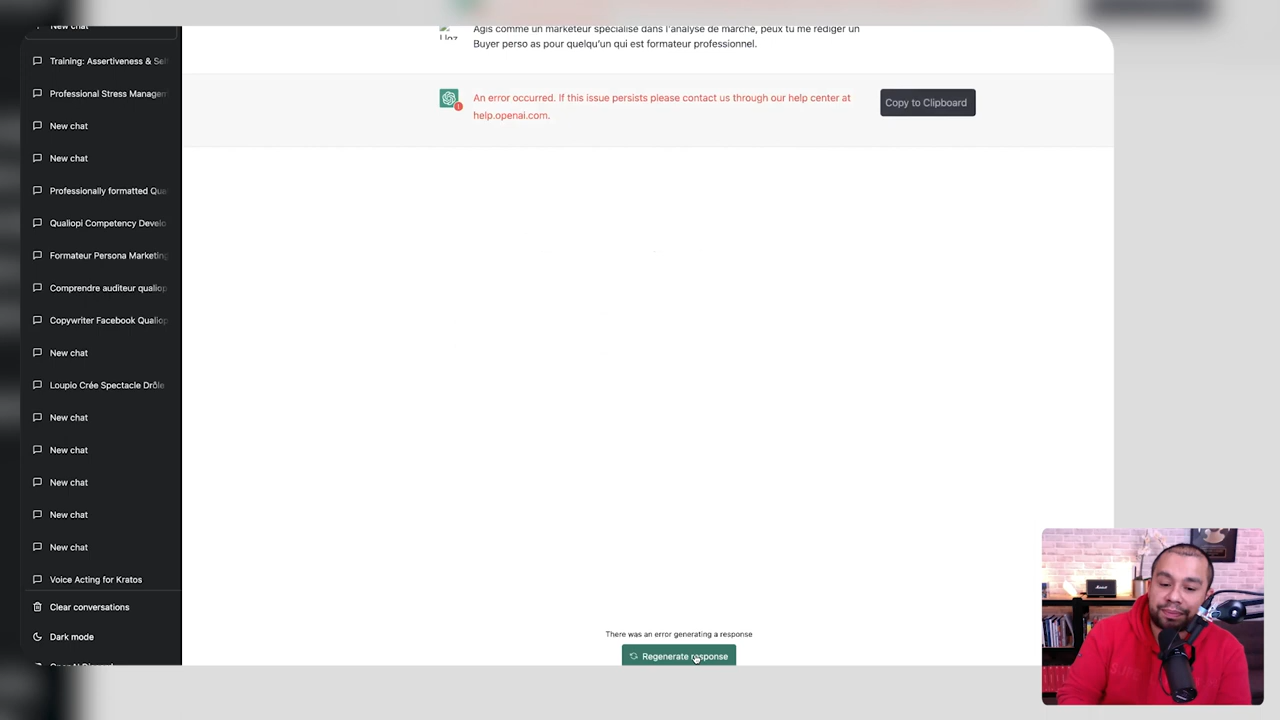 New chat
Training: Assertiveness & Sel
Professional Stress Managem
New chat
New chat
Professionally formatted Qua
Qualiopi Competency Develo
Formateur Persona Marketing
Comprendre auditeur qualiop
Copywriter Facebook Qualiop
New chat
Loupio Crée Spectacle Drôle
New chat
New chat
New chat
New chat
New chat
Voice Acting for Kratos
Clear conversations
Dark mode
Agis comme un marketeur spécialisé dans l'analyse de marché, peux tu me rédiger un
Buyer perso as pour quelqu'un qui est formateur professionnel.
An error occurred. If this issue persists please contact us through our help center at
help.openai.com.
Copy to Clipboard
There was an error generating a response
Regenerate response
Marshall